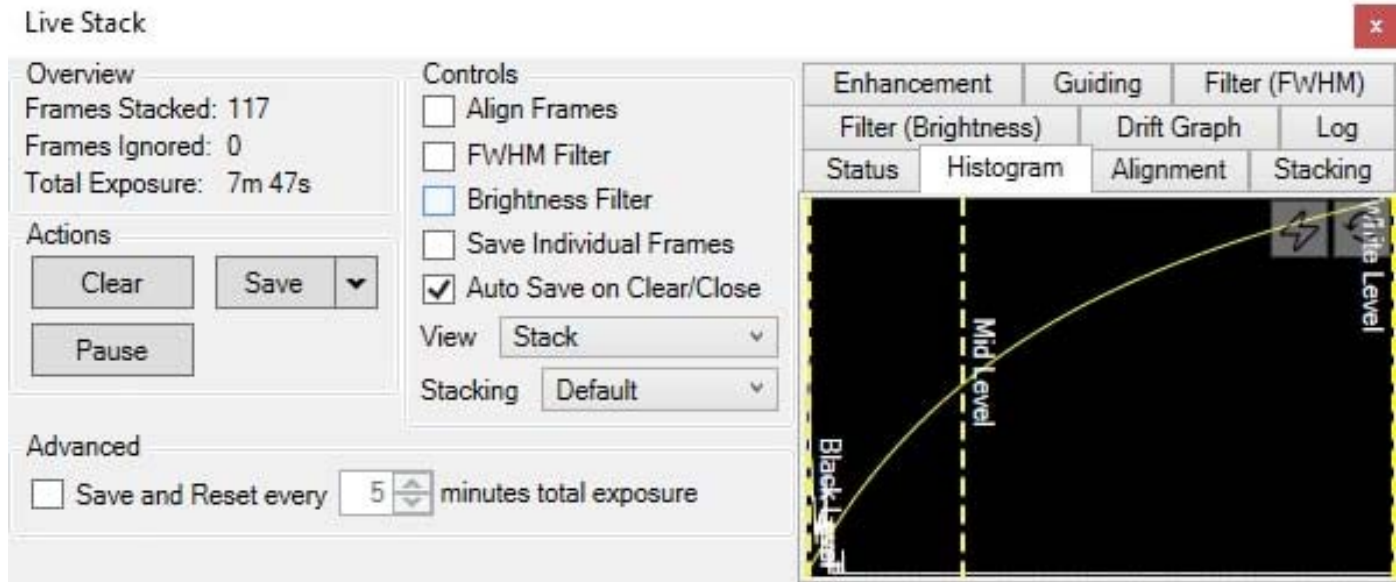 Live Stack
x
Overview
Frames Stacked: 117
Frames Ignored: 0
Total Exposure: 7m 47s
Actions
Clear
Save
Pause
Controls
Align Frames
FWHM Filter
Brightness Filter
Save Individual Frames
Auto Save on Clear/Close
View Stack
Stacking Default
Advanced
Save and Reset every 5 minutes total exposure
Enhancement Guiding Filter (FWHM)
Filter (Brightness) Drift Graph Log
Status Histogram Alignment Stacking
Black Level
Mid Level
White Level